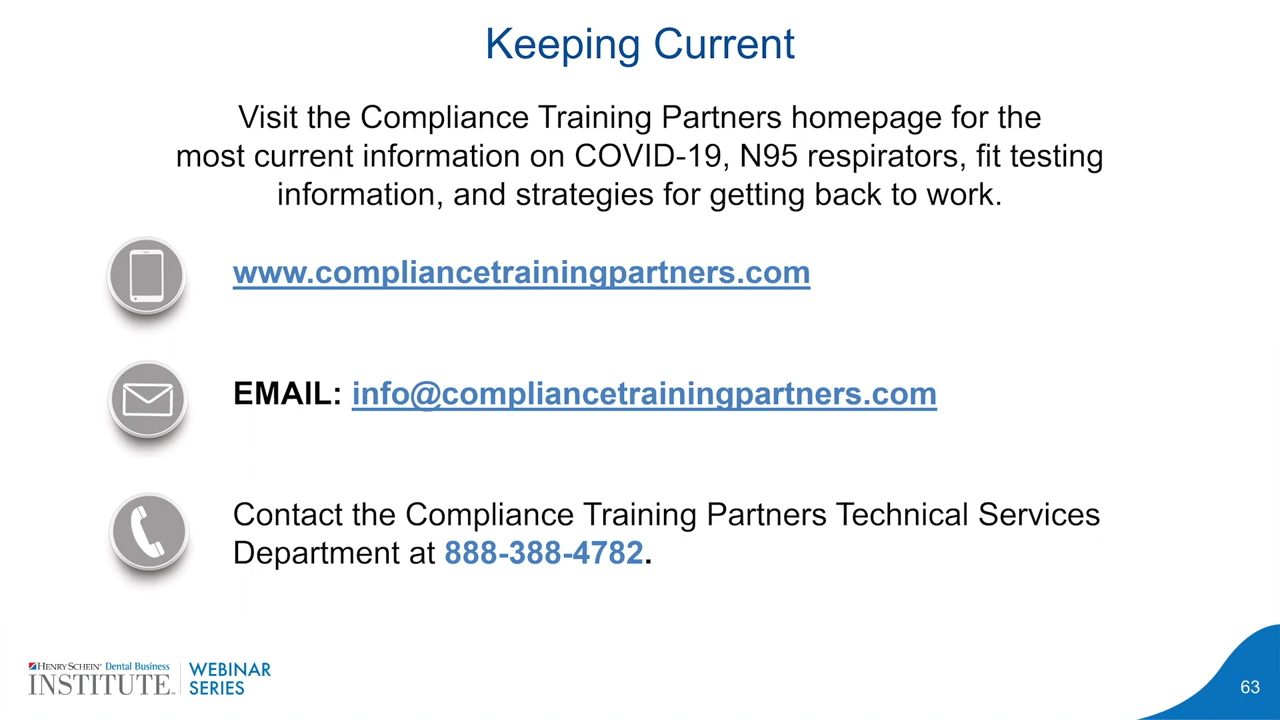 Keeping Current
Visit the Compliance Training Partners homepage for the
most current information on COVID-19, N95 respirators, fit testing
information, and strategies for getting back to work.
www.compliancetrainingpartners.com
EMAIL: info@compliancetrainingpartners.com
Contact the Compliance Training Partners Technical Services
Department at 888-388-4782.
HENRY SCHEIN® Dental Business
INSTITUTE™
WEBINAR
SERIES
63